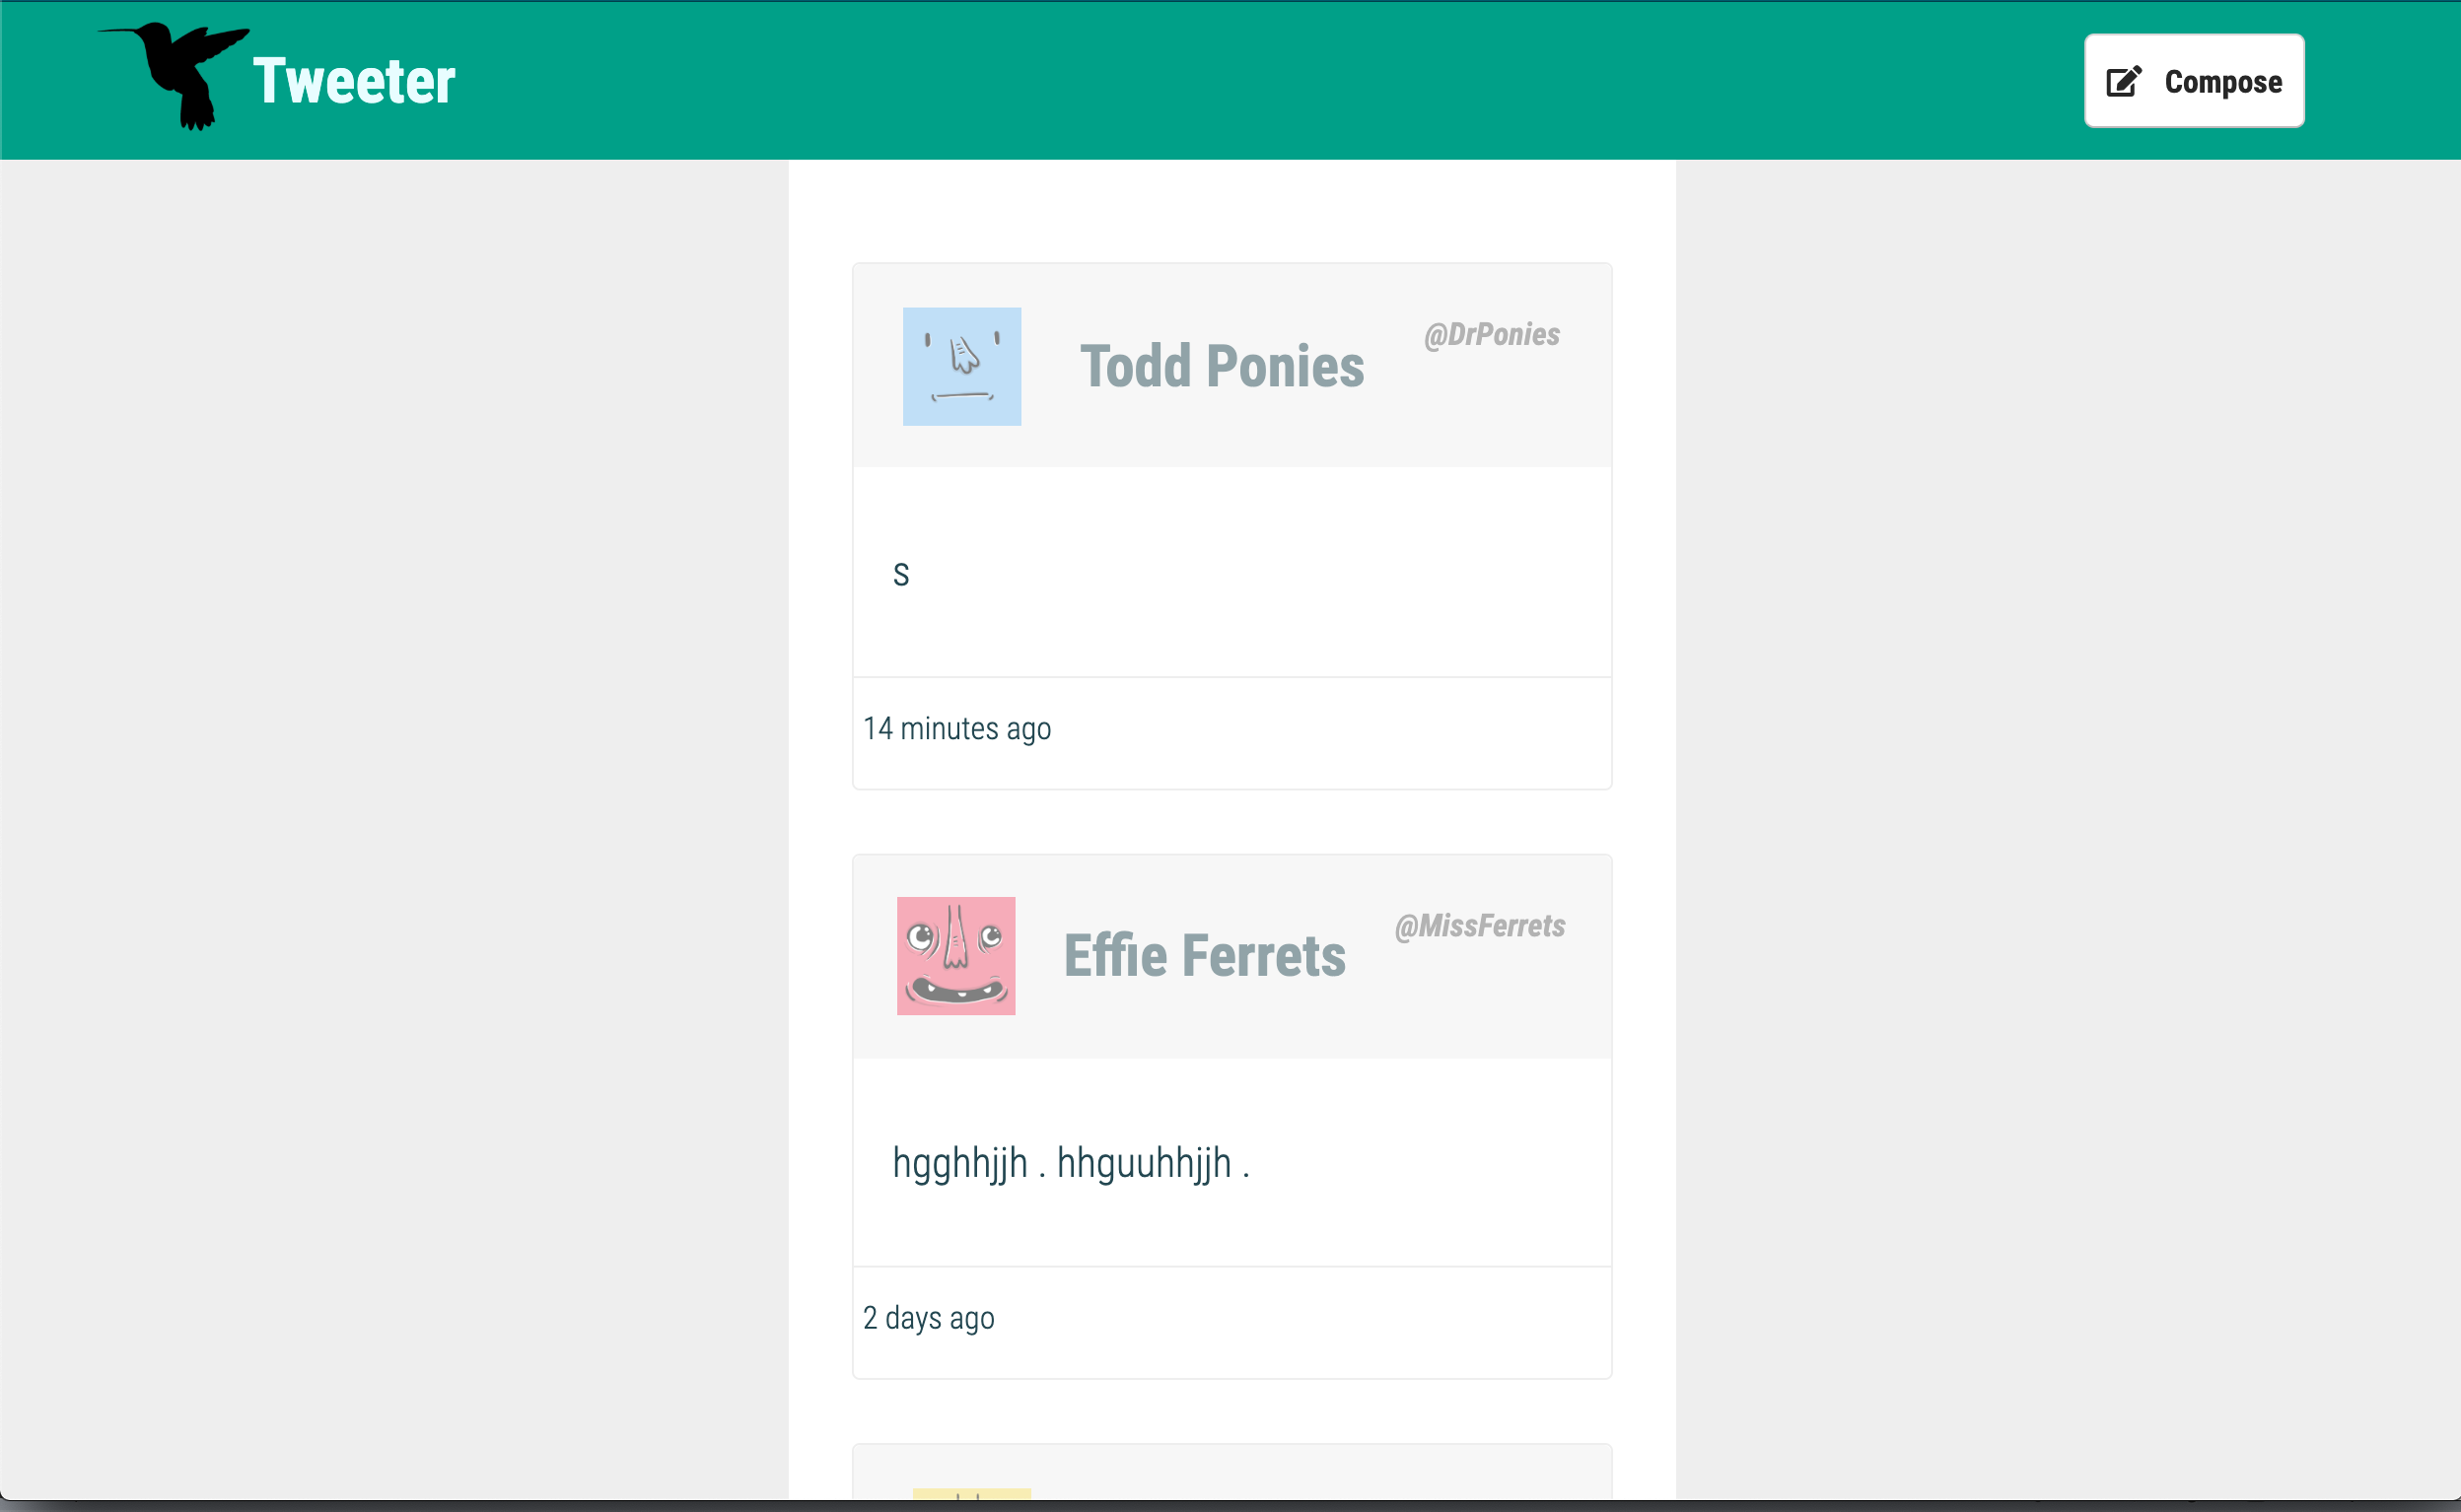 Tweeter
Compose
Todd Ponies
@DrPonies
s
14 minutes ago
Effie Ferrets
@MissFerrets
hgghhjjh . hhguuhhjjh .
2 days ago